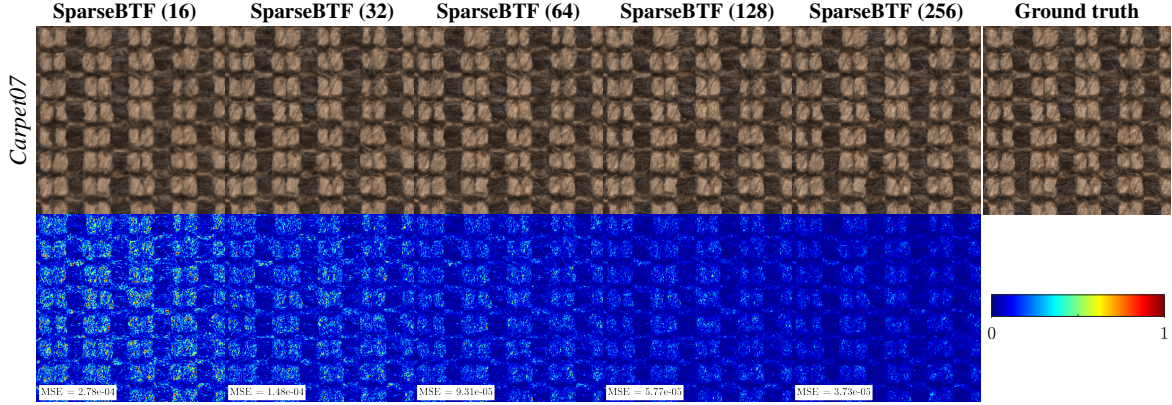 SparseBTF (16) SparseBTF (32) SparseBTF (64) SparseBTF (128) SparseBTF (256) Ground truth
Carpet07
0 1
MSE = 2.78e-04 MSE = 1.48e-04 MSE = 9.31e-05 MSE = 5.77e-05 MSE = 3.73e-05